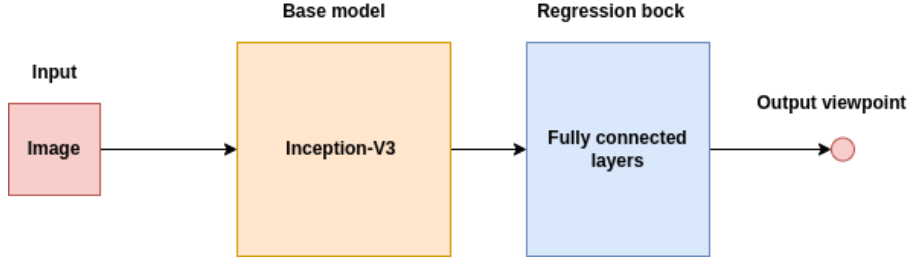 Base model
Regression bock
Input
Output viewpoint
Image
Inception-V3
Fully connected
layers